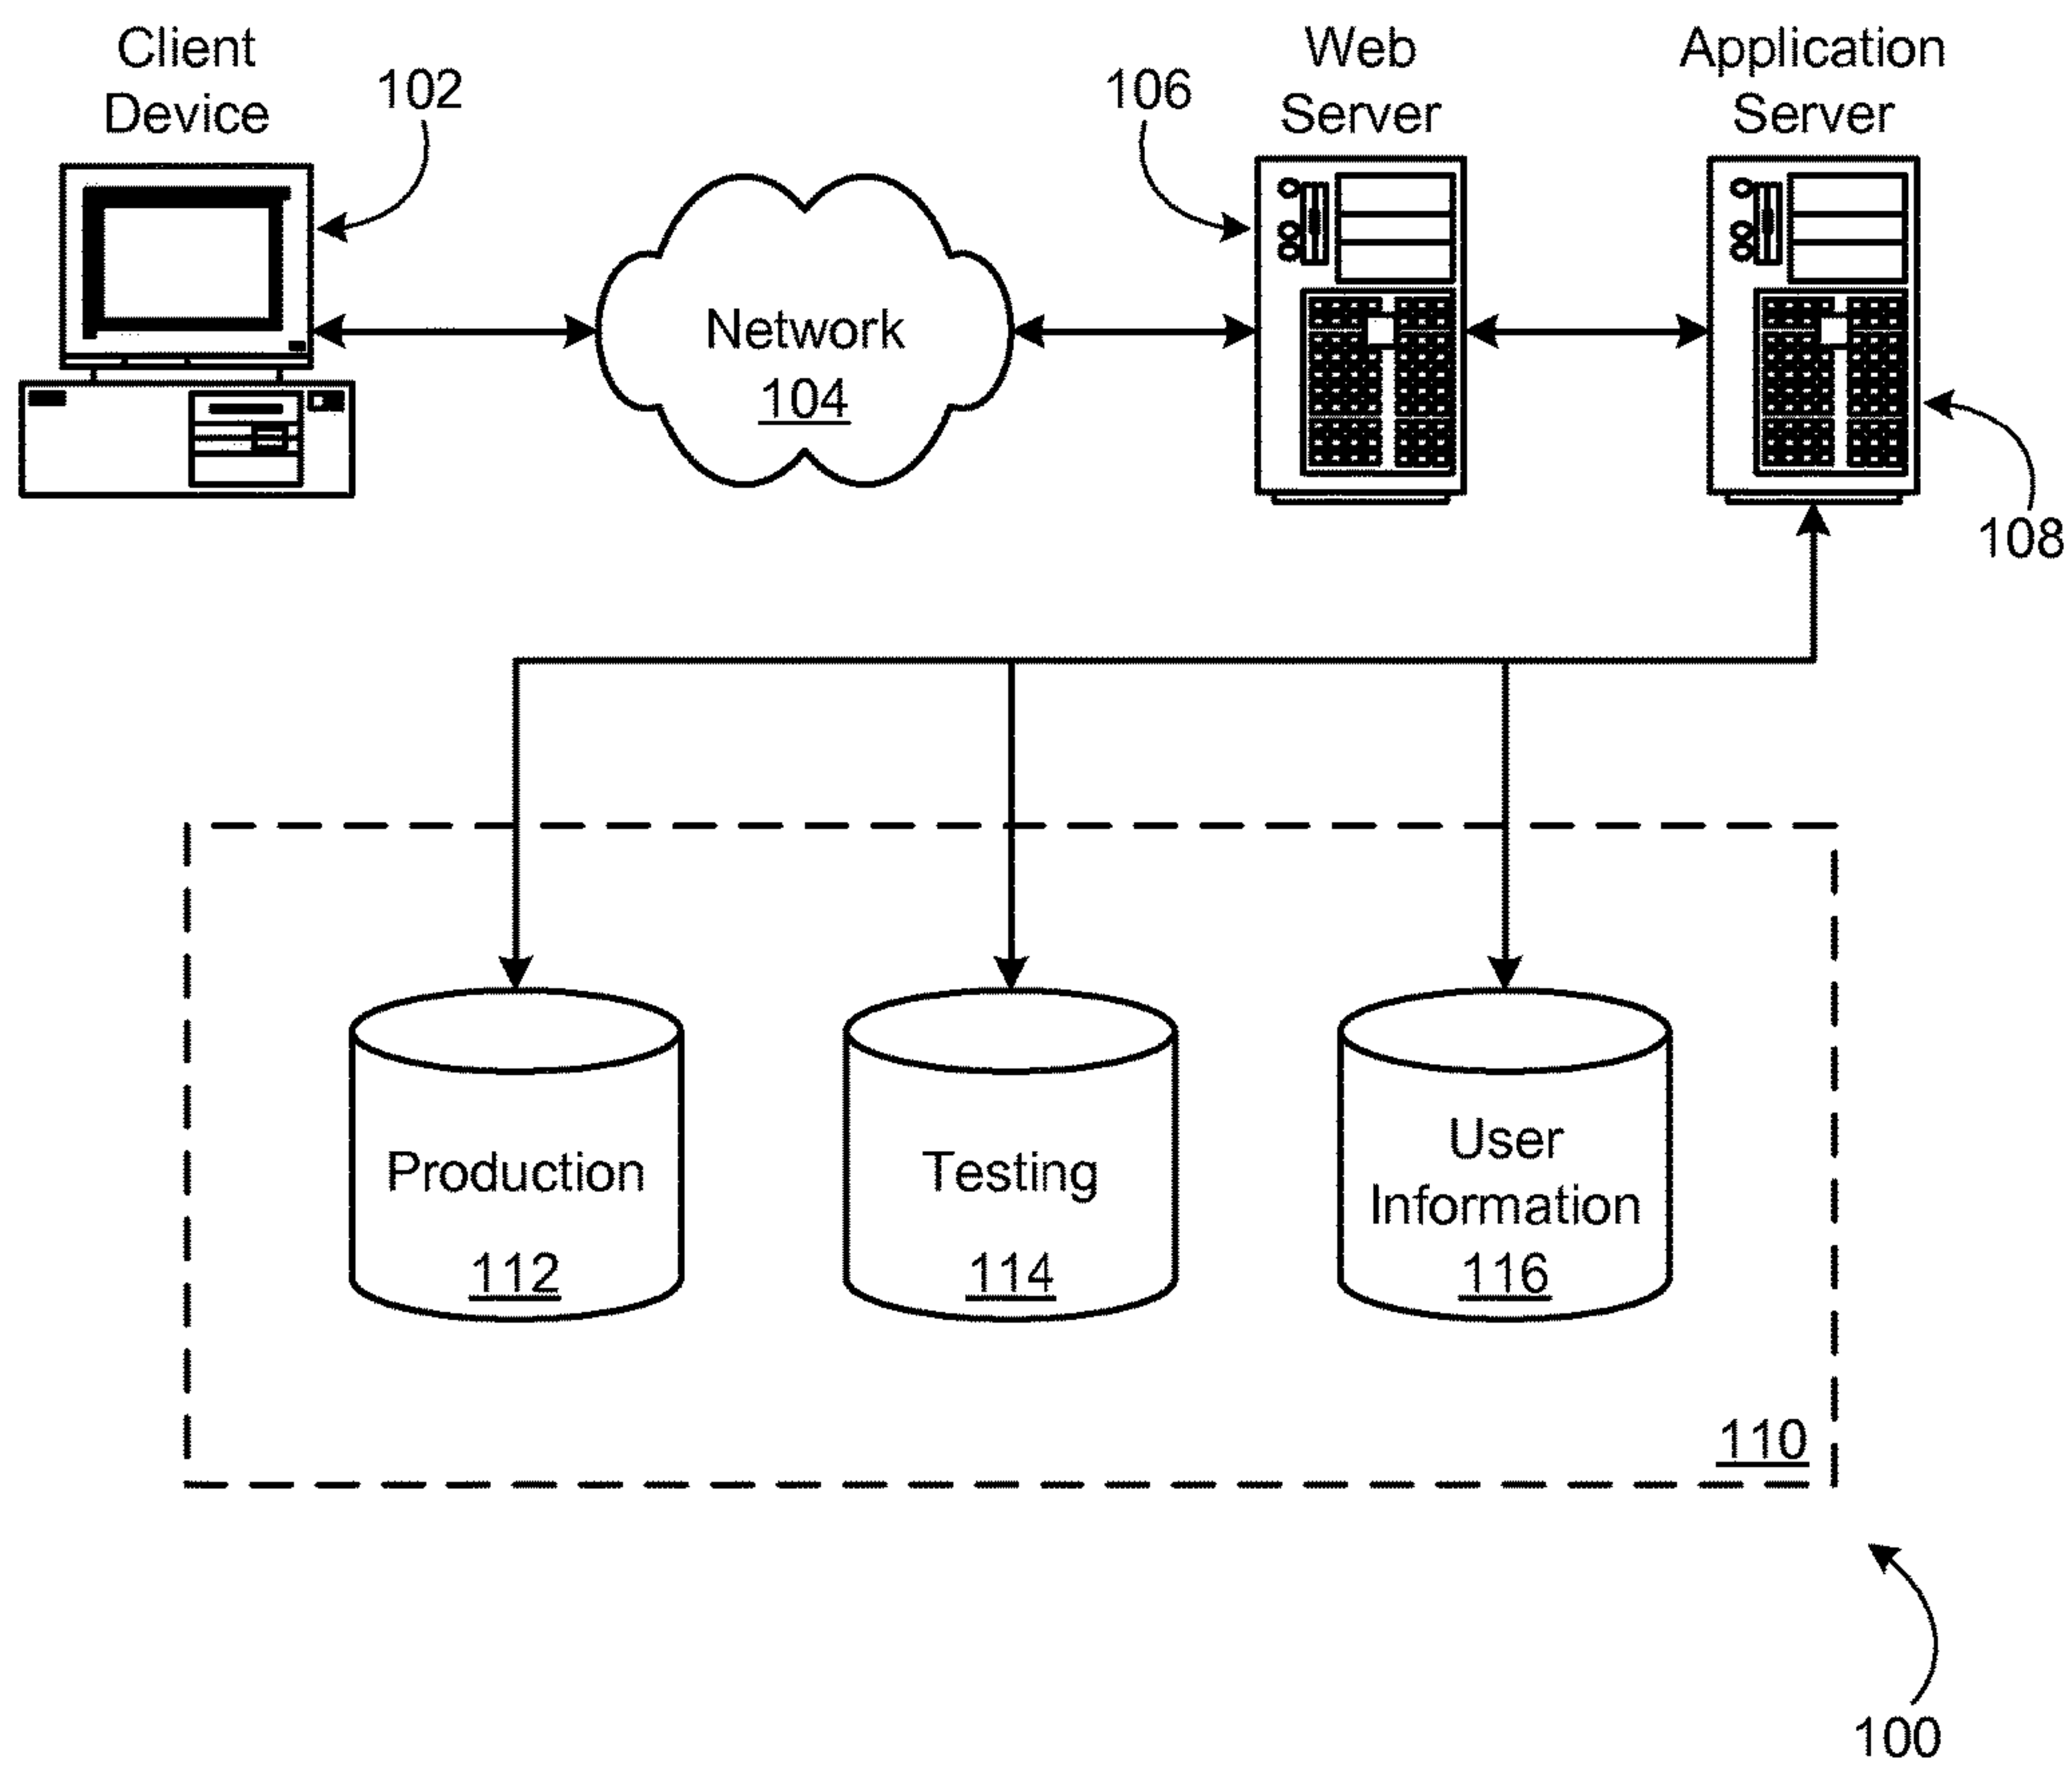 Client
Device
102
Network
104
106
Web
Server
Application
Server
108
Production
112
Testing
114
User
Information
116
110
100